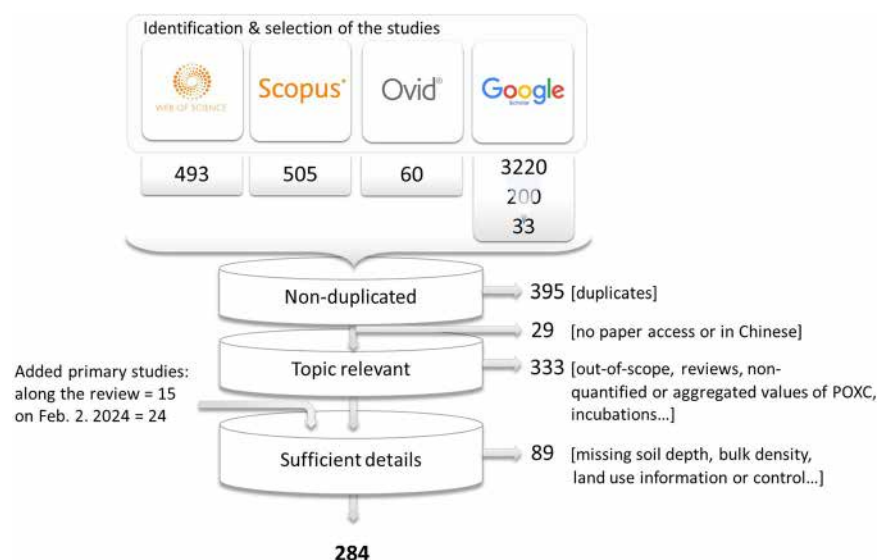 Identification & selection of the studies
WEB OF SCIENCE
Scopus®
Ovid®
Google
Scholar
493
505
60
3220
200
33
Non-duplicated
395 [duplicates]
29 [no paper access or in Chinese]
Topic relevant
333 [out-of-scope, reviews, non-
quantified or aggregated values of POXC,
incubations…]
Added primary studies:
along the review = 15
on Feb. 2. 2024 = 24
Sufficient details
89 [missing soil depth, bulk density,
land use information or control…]
284